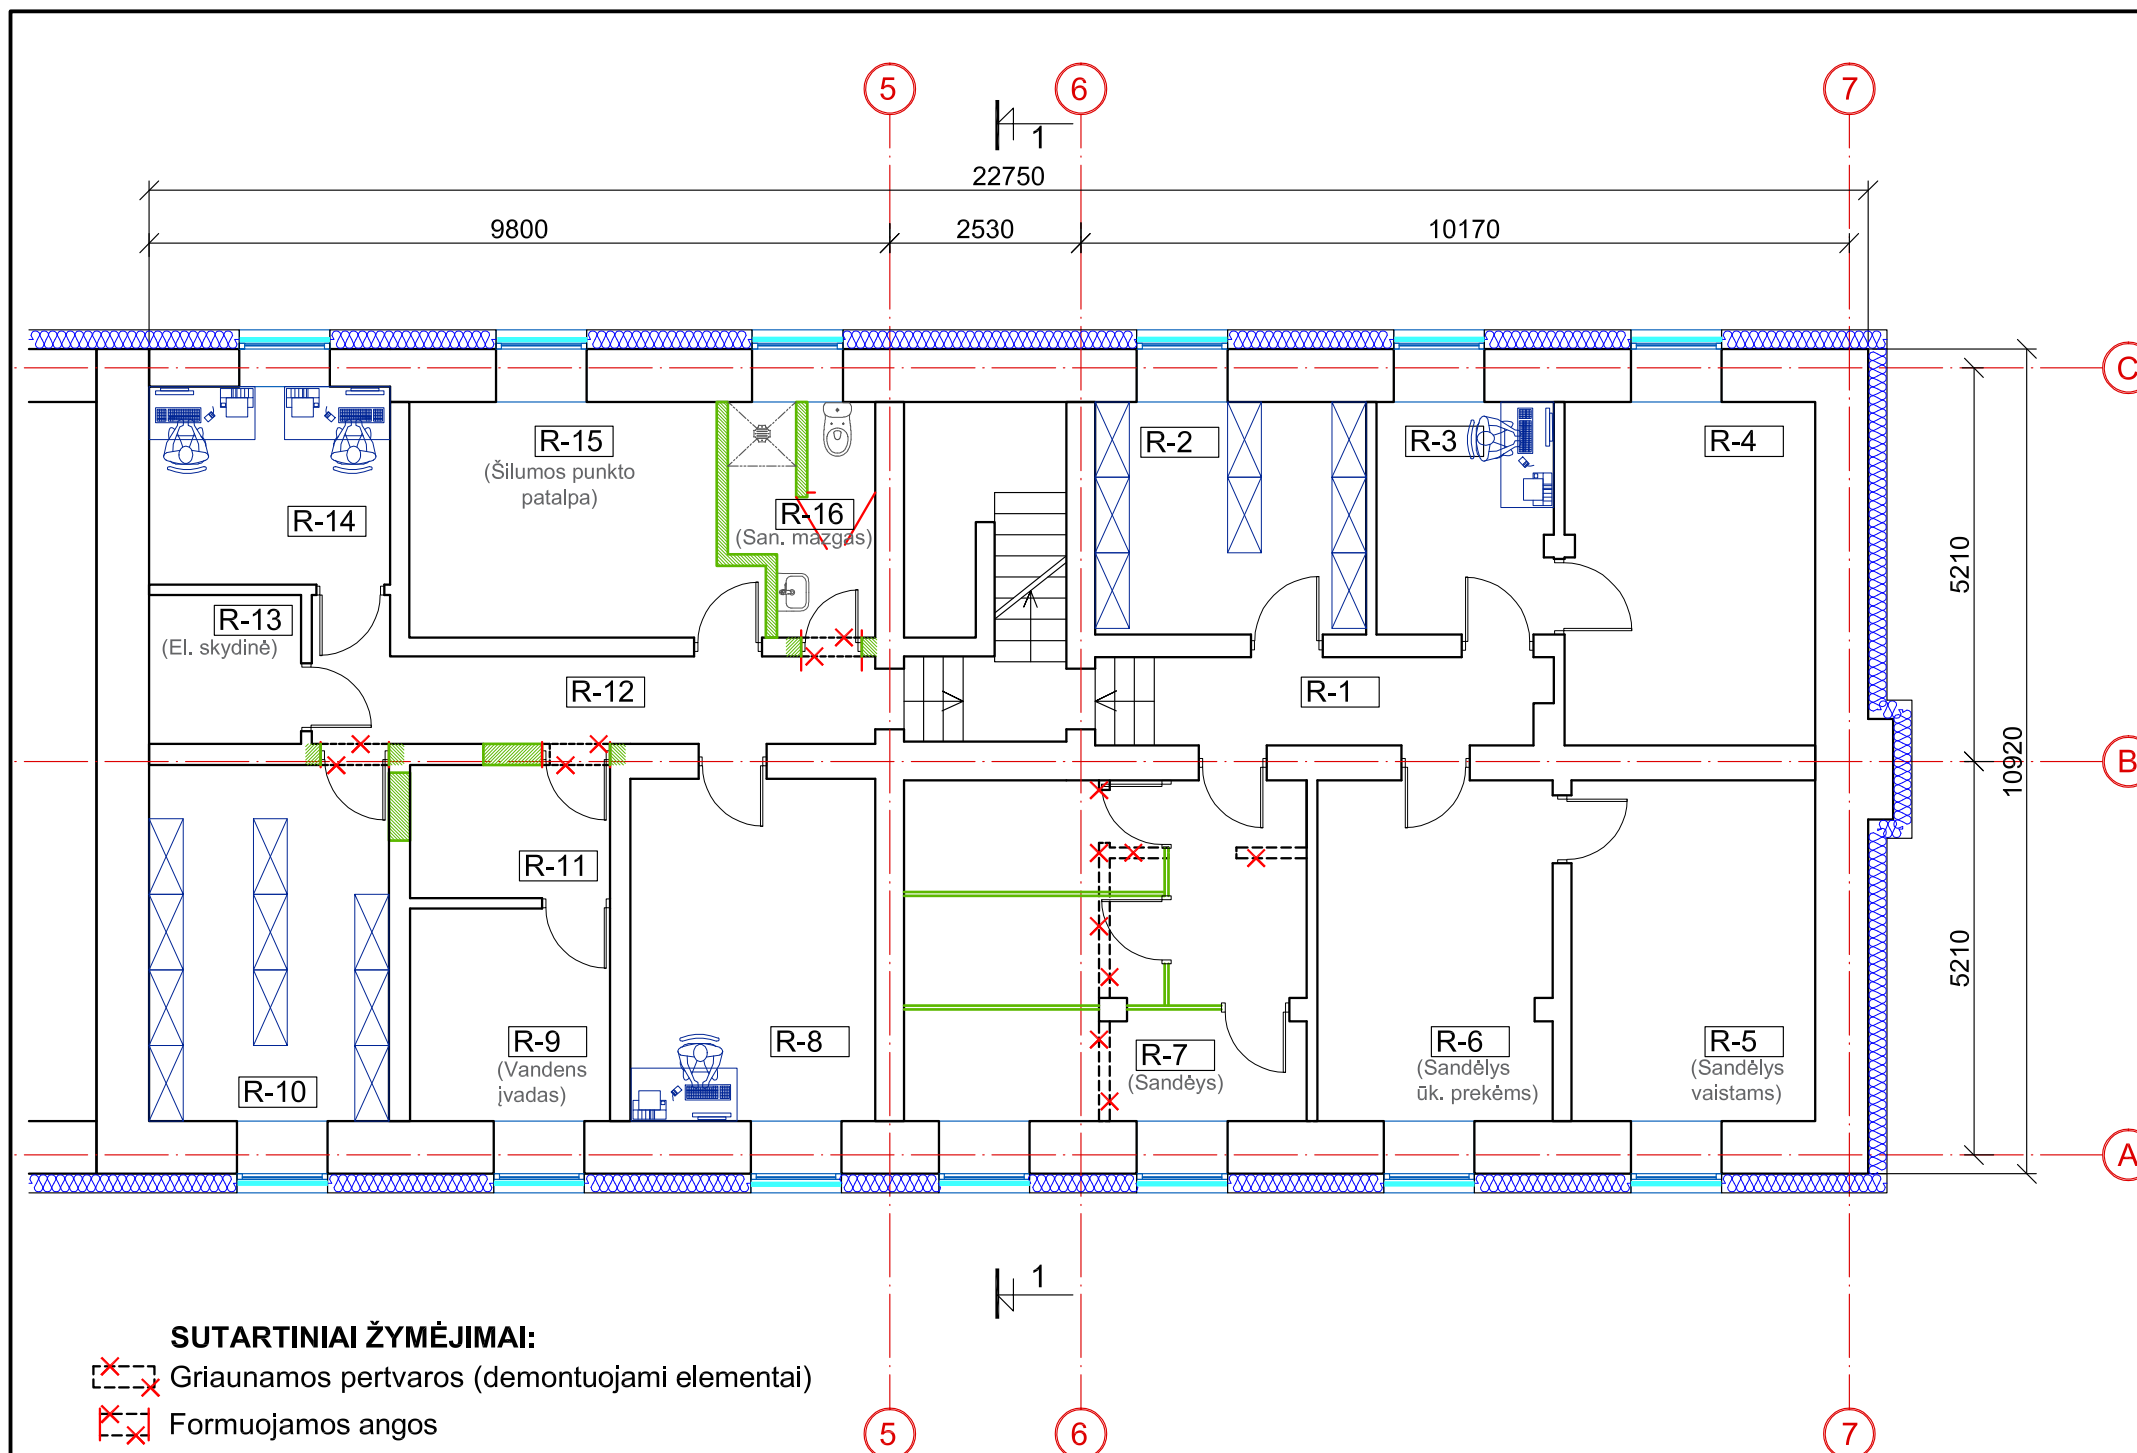 5
6
7
1
22750
9800
2530
10170
C
R-15
(Šilumos punkto
patalpa)
R-2
R-3
R-4
R-14
R-16
(San. mazgas)
5210
R-13
(El. skydinė)
R-12
R-1
B
10920
R-11
5210
R-9
(Vandens
įvadas)
R-8
R-7
(Sandėys)
R-6
(Sandėlys
ūk. prekėms)
R-5
(Sandėlys
vaistams)
R-10
A
1
SUTARTINIAI ŽYMĖJIMAI:
Griaunamos pertvaros (demontuojami elementai)
Formuojamos angos
5
6
7